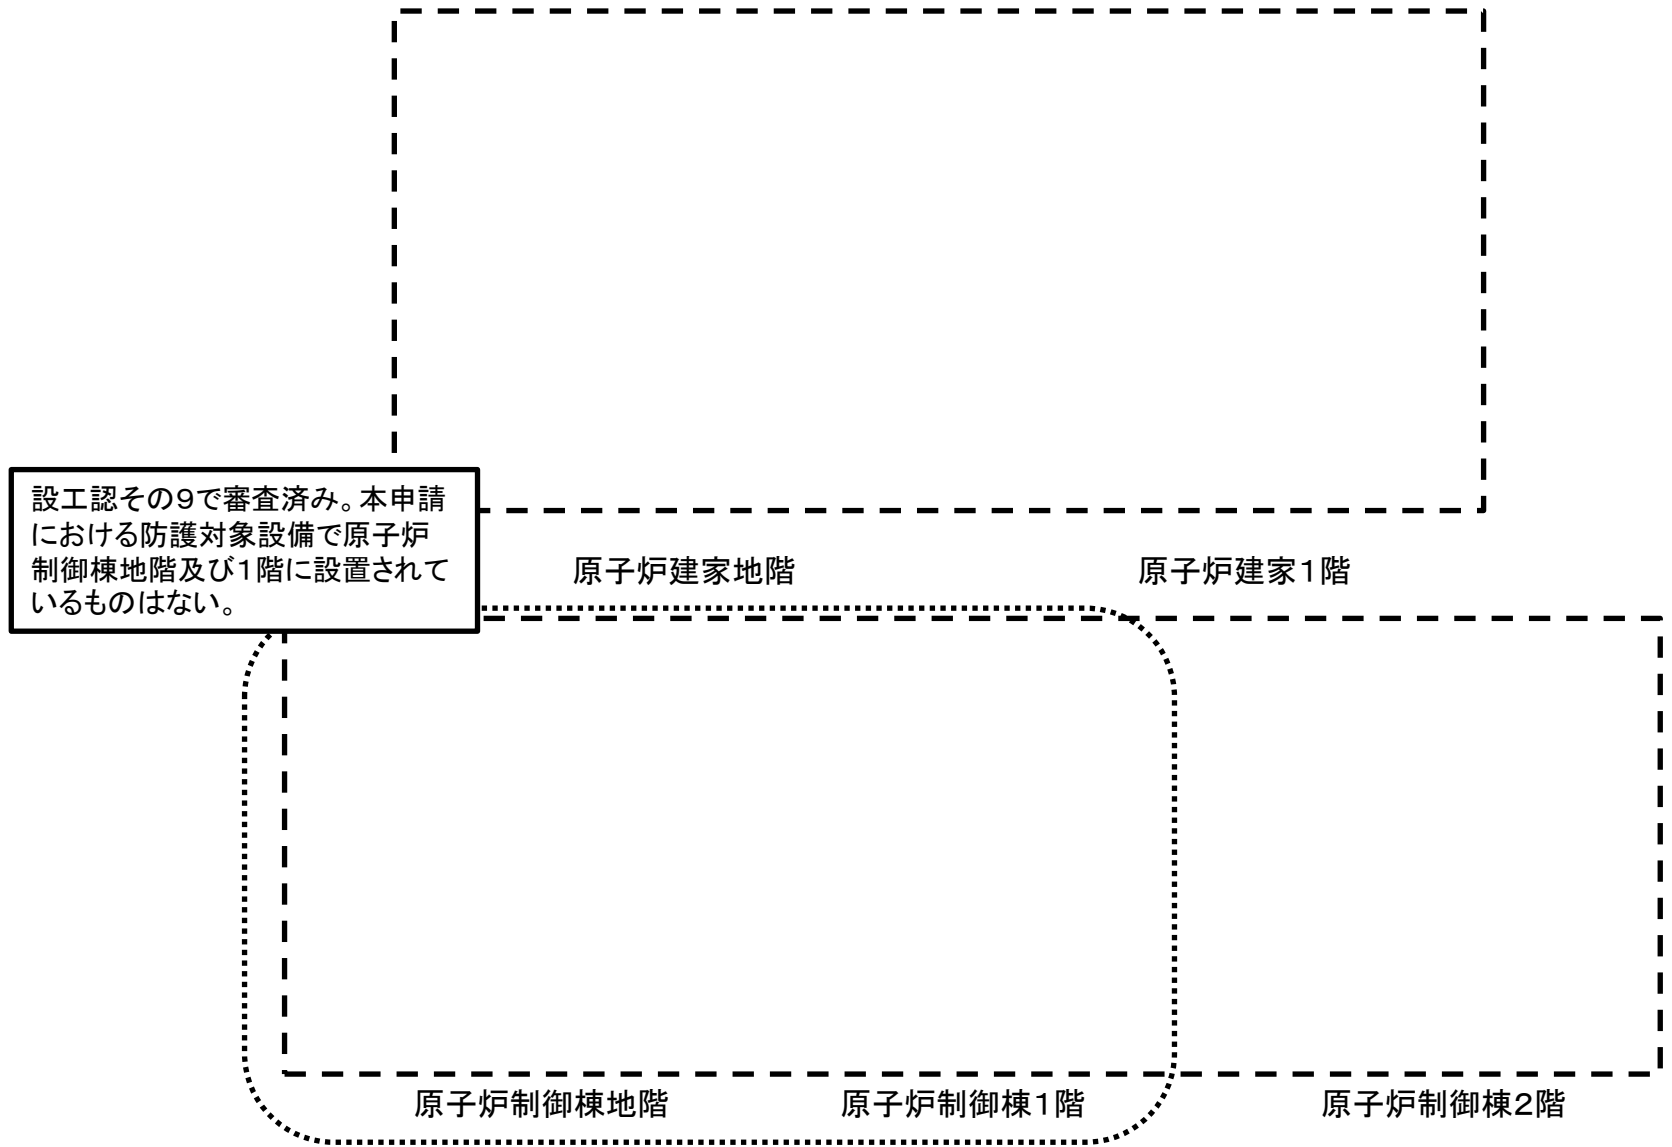 設工認その9で審査済み。本申請
における防護対象設備で原子炉
制御棟地階及び1階に設置されて
いるものはない。
原子炉建家地階
原子炉建家1階
原子炉制御棟地階
原子炉制御棟1階
原子炉制御棟2階